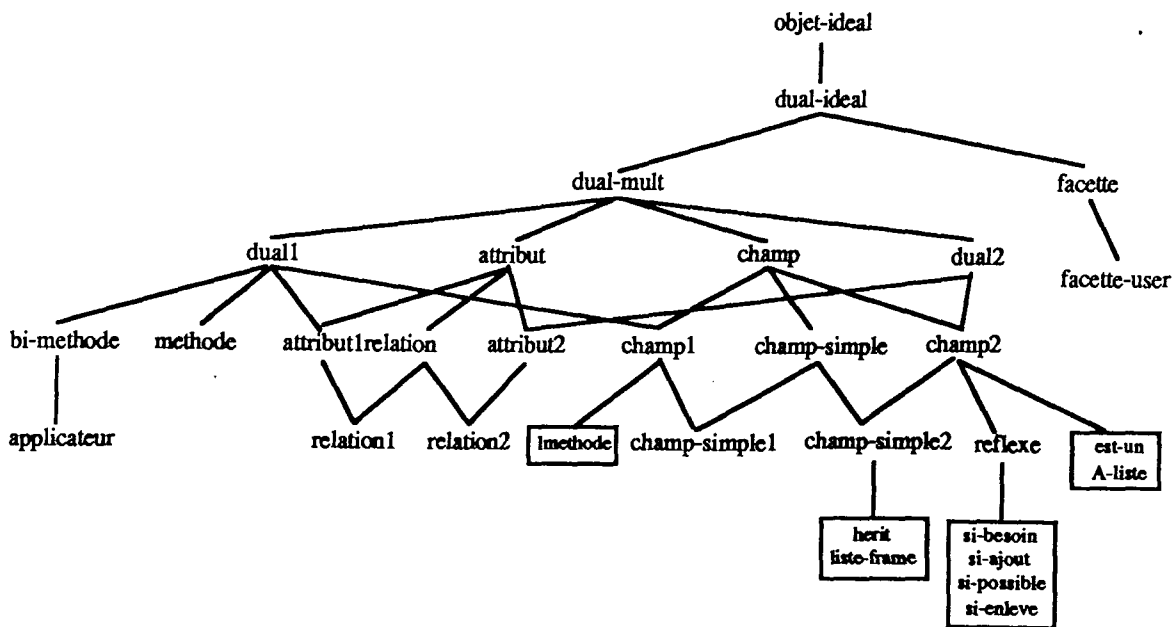 objet-ideal
dual-ideal
dual-mult facette
dual1 attribut champ dual2
facette-user
bi-methode methode attribut1relation attribut2 champ1 champ-simple champ2
applicateur relation1 relation2 lmethode champ-simple1 champ-simple2 reflexe est-un
A-liste
herit si-besoin
liste-frame si-ajout
si-possible
si-enleve